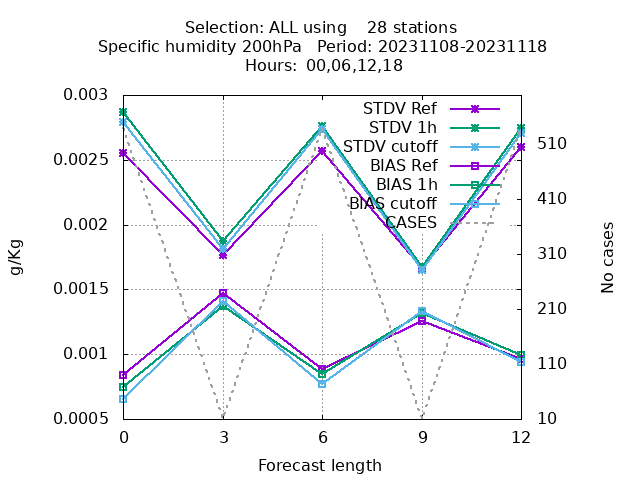 Selection: ALL using    28 stations
Specific humidity 200hPa   Period: 20231108-20231118
Hours:  00,06,12,18
0.003
0.0025
0.002
0.0015
0.001
0.0005
g/Kg
STDV Ref
STDV 1h
STDV cutoff
BIAS Ref
BIAS 1h
BIAS cutoff
CASES
510
410
310
210
110
10
No cases
0
3
6
9
12
Forecast length